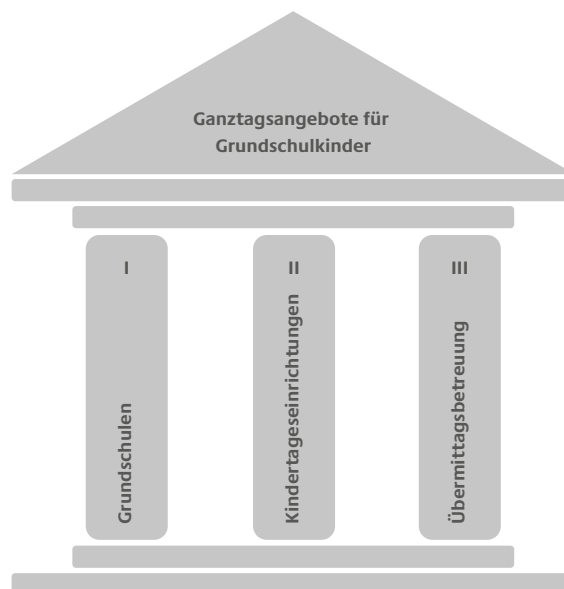 Ganztagsangebote für
Grundschulkinder
I
Grundschulen
II
Kindertageseinrichtungen
III
Übermittagsbetreuung